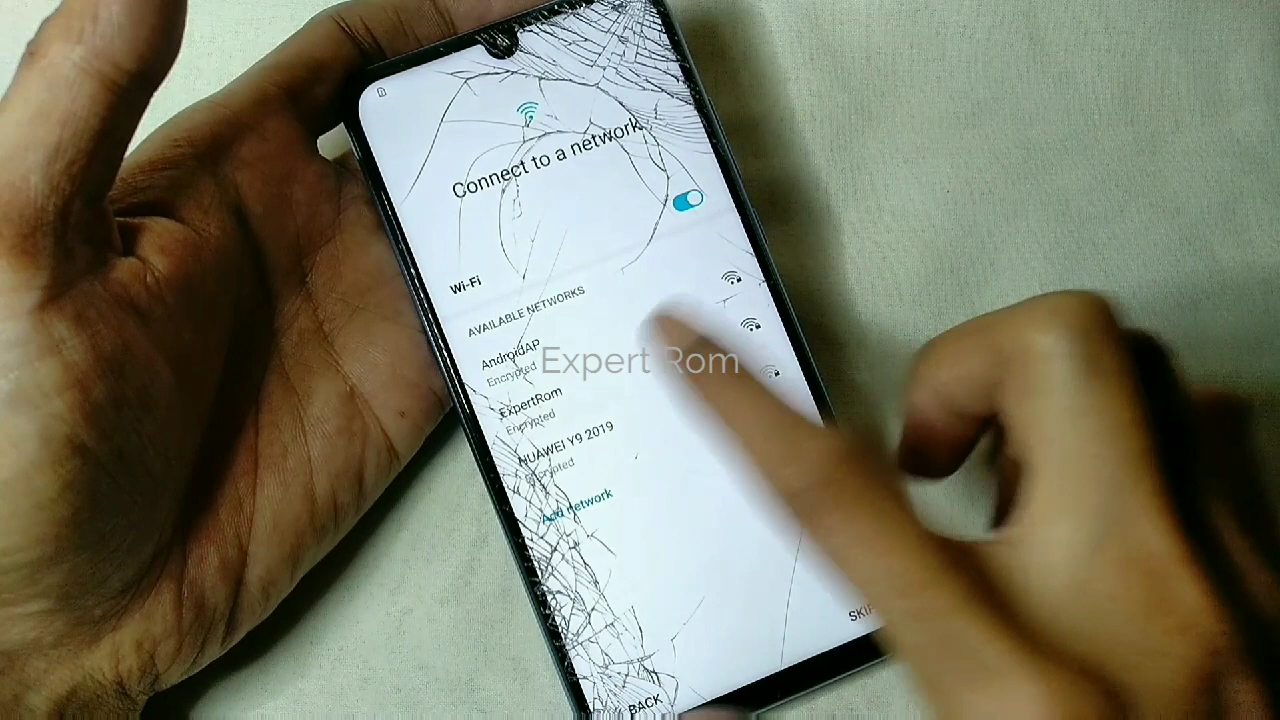 Connect to a network
Wi-Fi
AVAILABLE NETWORKS
AndroidAP
Encrypted
ExpertRom
Encrypted
HUAWEI Y9 2019
Encrypted
Add network
BACK
SKIP
Expert Rom